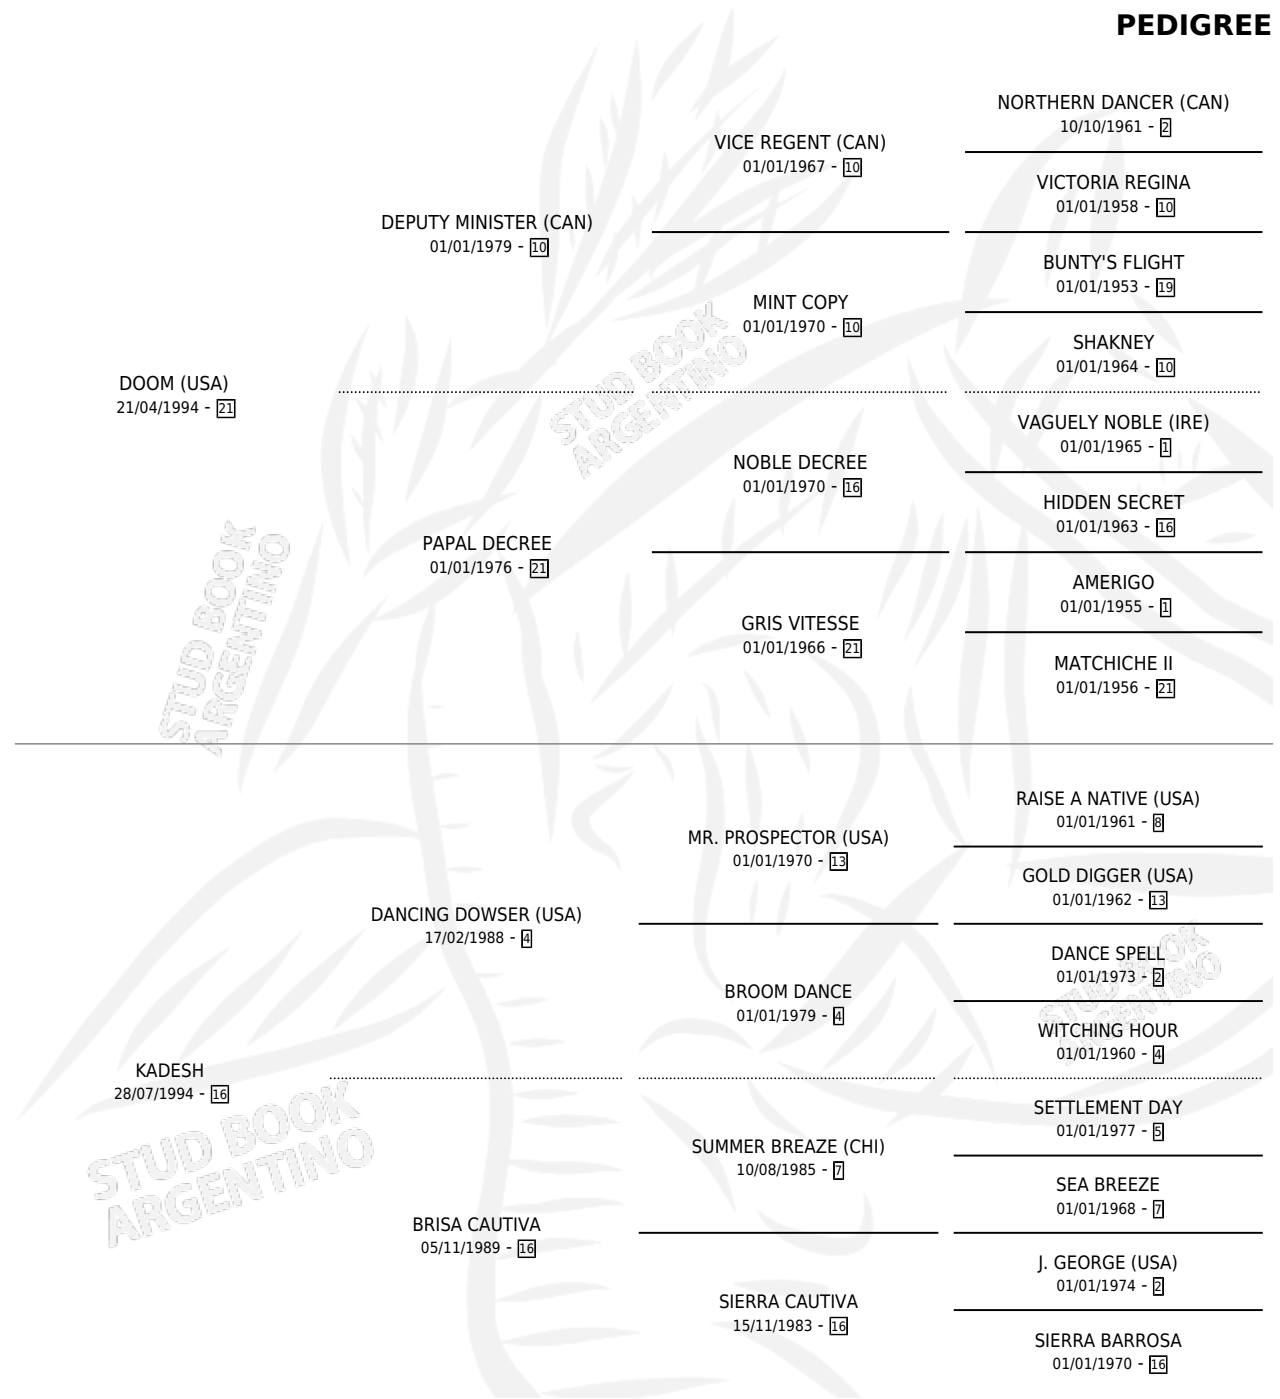 PEDIGREE
NORTHERN DANCER (CAN)
10/10/1961 - 2
VICE REGENT (CAN)
01/01/1967 - 10
VICTORIA REGINA
01/01/1958 - 10
DEPUTY MINISTER (CAN)
01/01/1979 - 10
BUNTY'S FLIGHT
01/01/1953 - 19
MINT COPY
01/01/1970 - 10
SHAKNEY
01/01/1964 - 10
DOOM (USA)
21/04/1994 - 21
VAGUELY NOBLE (IRE)
01/01/1965 - 1
NOBLE DECREE
01/01/1970 - 16
HIDDEN SECRET
01/01/1963 - 16
PAPAL DECREE
01/01/1976 - 21
AMERIGO
01/01/1955 - 1
GRIS VITESSE
01/01/1966 - 21
MATCHICHE II
01/01/1956 - 21
RAISE A NATIVE (USA)
01/01/1961 - 8
MR. PROSPECTOR (USA)
01/01/1970 - 13
GOLD DIGGER (USA)
01/01/1962 - 13
DANCING DOWSER (USA)
17/02/1988 - 4
DANCE SPELL
01/01/1973 - 2
BROOM DANCE
01/01/1979 - 4
WITCHING HOUR
01/01/1960 - 4
KADESH
28/07/1994 - 16
SETTLEMENT DAY
01/01/1977 - 5
SUMMER BREAZE (CHI)
10/08/1985 - 7
SEA BREEZE
01/01/1968 - 7
BRISA CAUTIVA
05/11/1989 - 16
J. GEORGE (USA)
01/01/1974 - 2
SIERRA CAUTIVA
15/11/1983 - 16
SIERRA BARROSA
01/01/1970 - 16
STUD BOOK
ARGENTINO
STUD BOOK
ARGENTINO
STUD BOOK
ARGENTINO
STUD BOOK
ARGENTINO